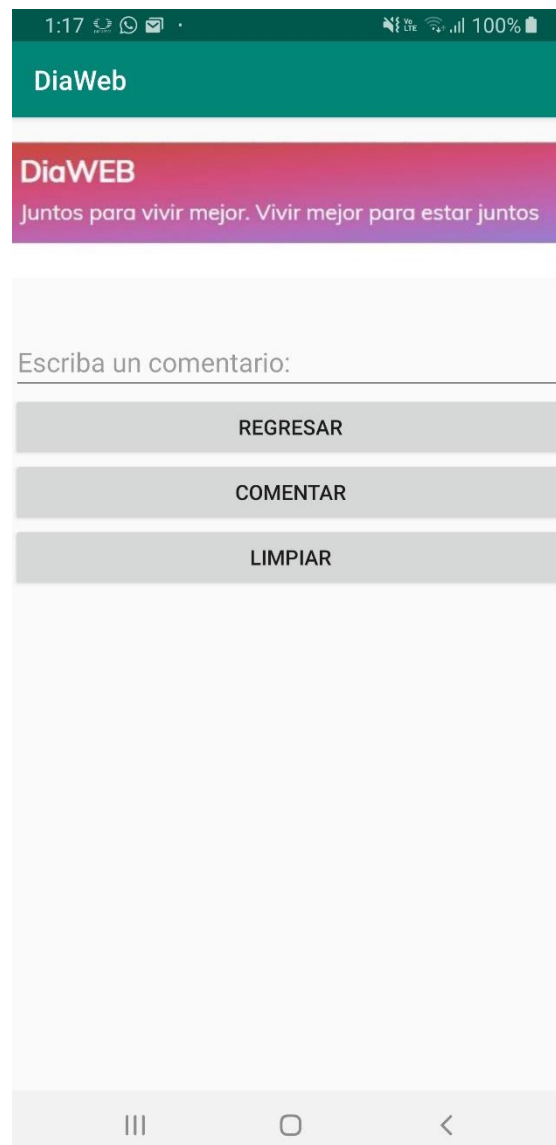 1:17 100%
DiaWeb
DiaWEB
Juntos para vivir mejor. Vivir mejor para estar juntos
Escriba un comentario:
REGRESAR
COMENTAR
LIMPIAR